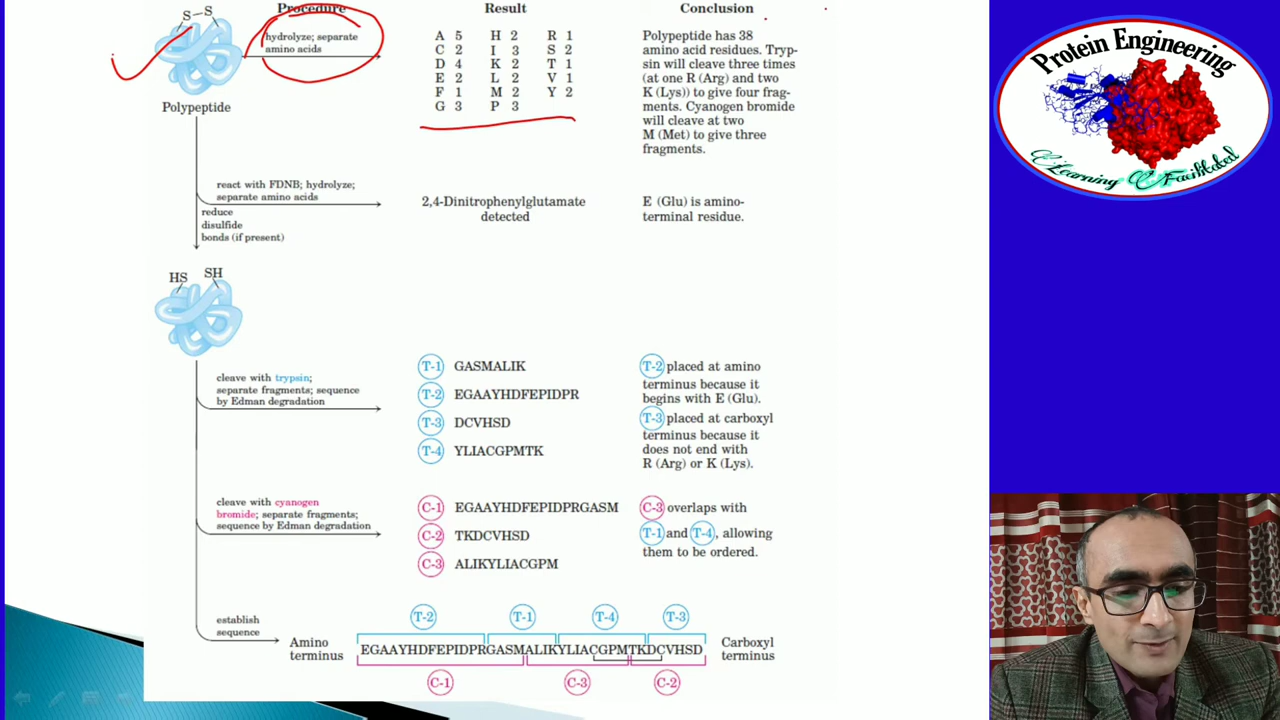 Procedure
Result
Conclusion
S–S
Polypeptide
hydrolyze; separate
amino acids
A 5 H 2 R 1
C 2 I 3 S 2
D 4 K 2 T 1
E 2 L 2 V 1
F 1 M 2 Y 2
G 3 P 3
Polypeptide has 38
amino acid residues. Tryp-
sin will cleave three times
(at one R (Arg) and two
K (Lys)) to give four frag-
ments. Cyanogen bromide
will cleave at two
M (Met) to give three
fragments.
react with FDNB; hydrolyze;
separate amino acids
2,4-Dinitrophenylglutamate
detected
E (Glu) is amino-
terminal residue.
reduce
disulfide
bonds (if present)
HS SH
cleave with trypsin;
separate fragments; sequence
by Edman degradation
T-1 GASMALIK
T-2 EGAAYHDFEPIDPR
T-3 DCVHSD
T-4 YLIACGPMTK
T-2 placed at amino
terminus because it
begins with E (Glu).
T-3 placed at carboxyl
terminus because it
does not end with
R (Arg) or K (Lys).
cleave with cyanogen
bromide; separate fragments;
sequence by Edman degradation
C-1 EGAAYHDFEPIDPRGASM
C-2 TKDCVHSD
C-3 ALIKYLIACGPM
C-3 overlaps with
T-1 and T-4, allowing
them to be ordered.
establish
sequence
T-2 T-1 T-4 T-3
Amino
terminus
EGAAYHDFEPIDPRGASMALIKYLIACGPMTKDCVHSD
Carboxyl
terminus
C-1 C-3 C-2
Protein Engineering
Learning Facilitated